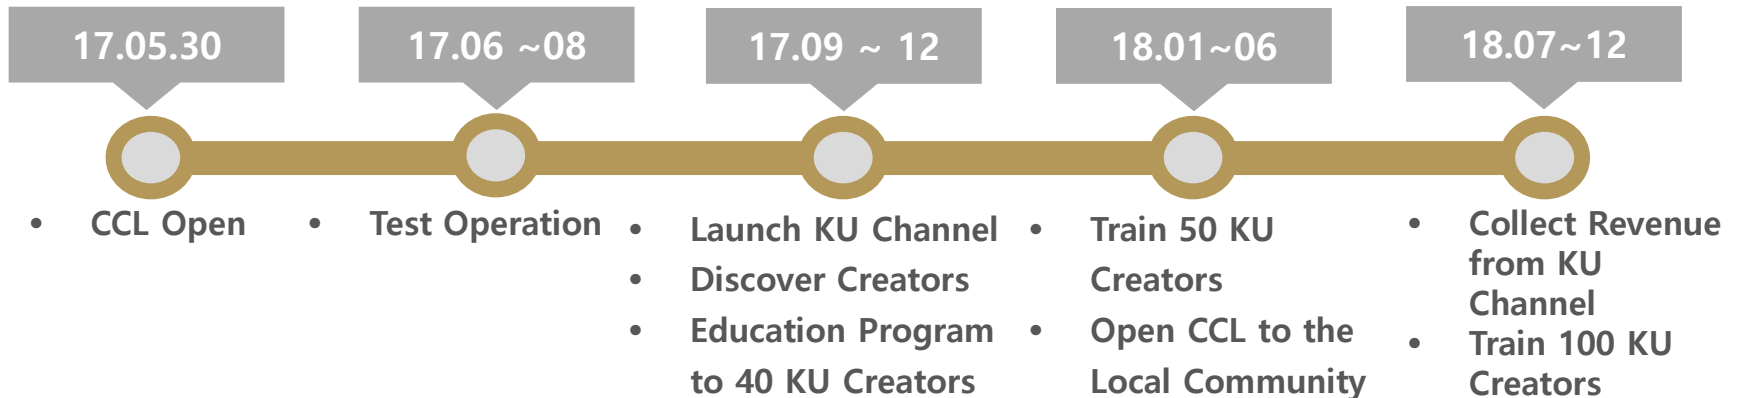 17.05.30
17.06 ~08
17.09 ~ 12
18.01~06
18.07~12
• CCL Open
• Test Operation
• Launch KU Channel
• Discover Creators
• Education Program
to 40 KU Creators
• Train 50 KU
Creators
• Open CCL to the
Local Community
• Collect Revenue
from KU
Channel
• Train 100 KU
Creators